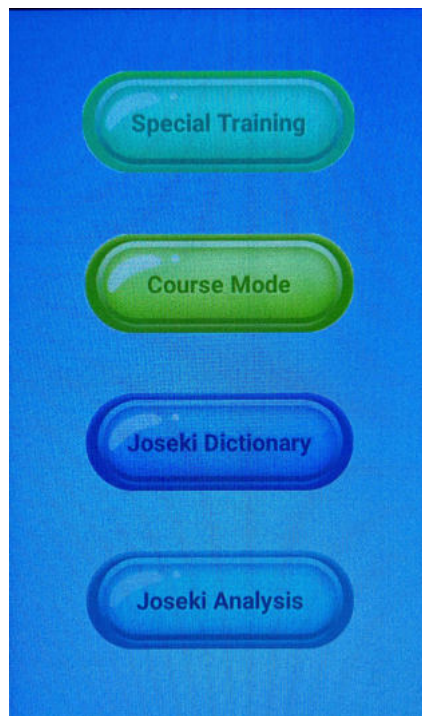 Special Training
Course Mode
Joseki Dictionary
Joseki Analysis